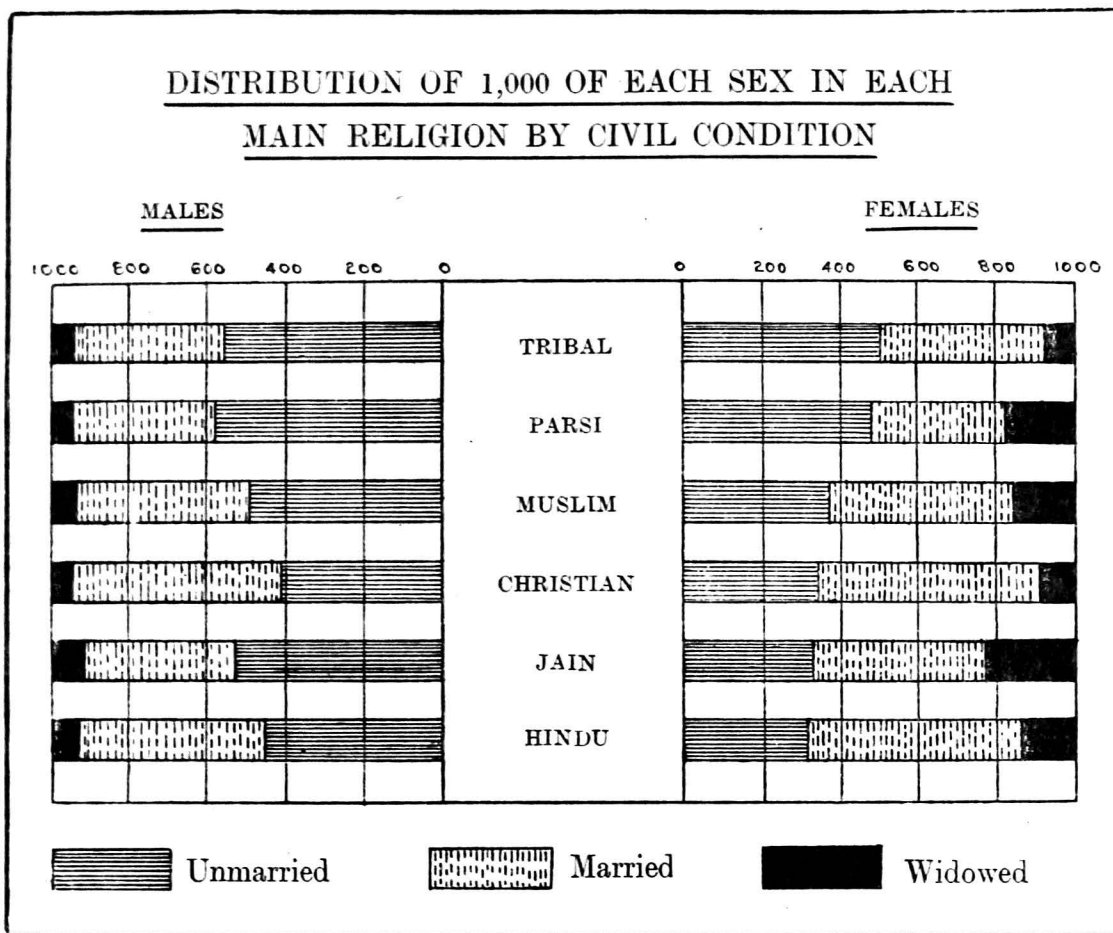 DISTRIBUTION OF 1,000 OF EACH SEX IN EACH
MAIN RELIGION BY CIVIL CONDITION
MALES
FEMALES
1000 800 600 400 200 0
0 200 400 600 800 1000
TRIBAL
PARSI
MUSLIM
CHRISTIAN
JAIN
HINDU
Unmarried
Married
Widowed